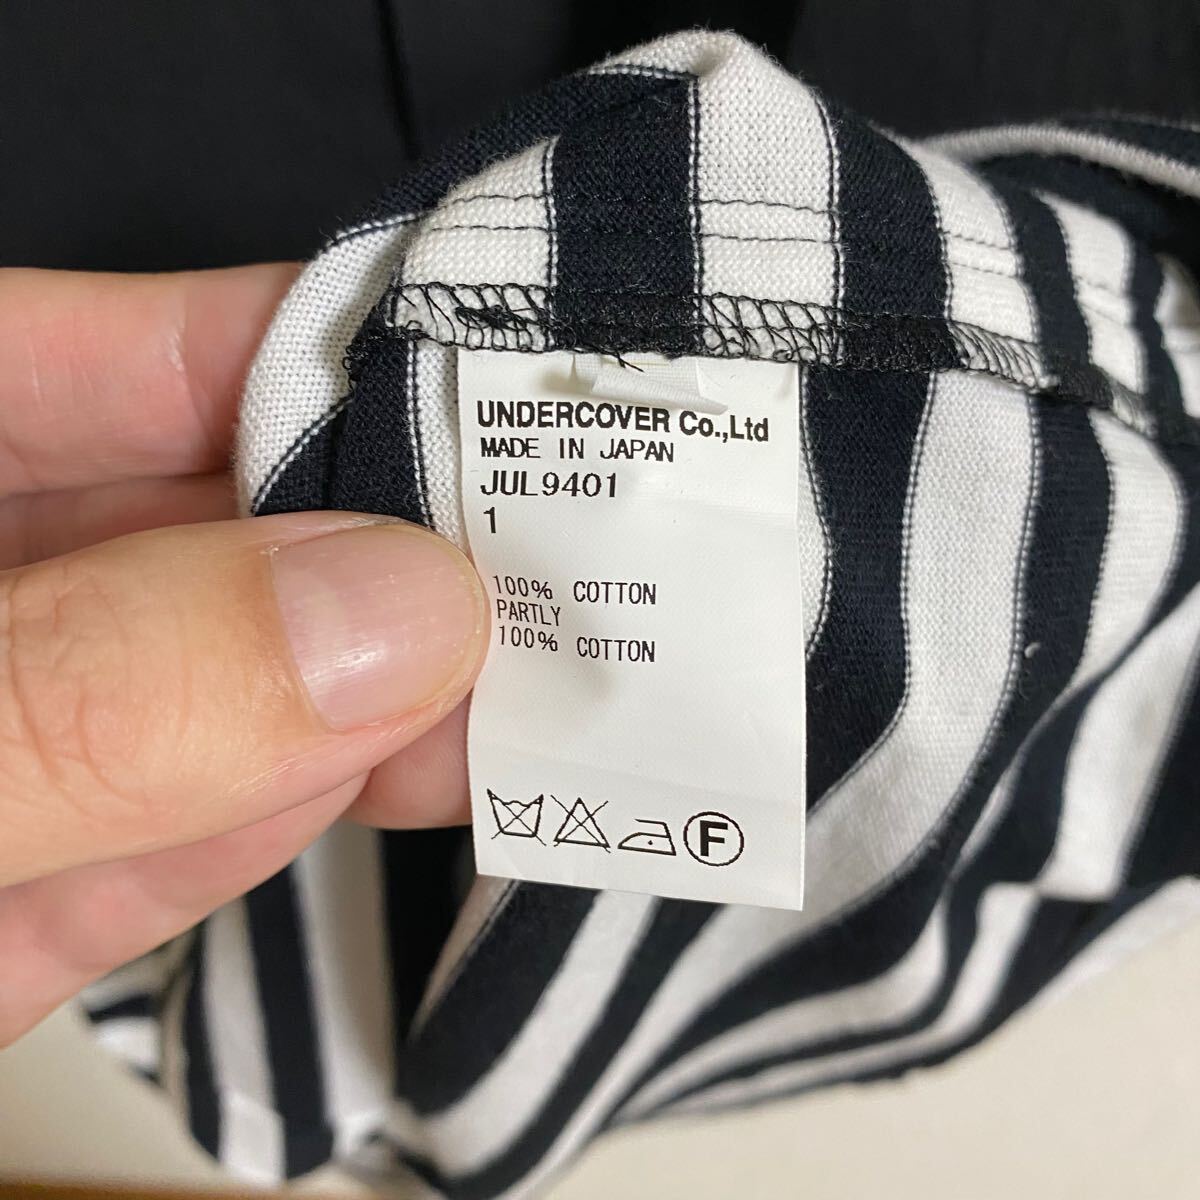 UNDERCOVER Co.,Ltd
MADE IN JAPAN
JUL9401
1
100% COTTON
PARTLY
100% COTTON
F